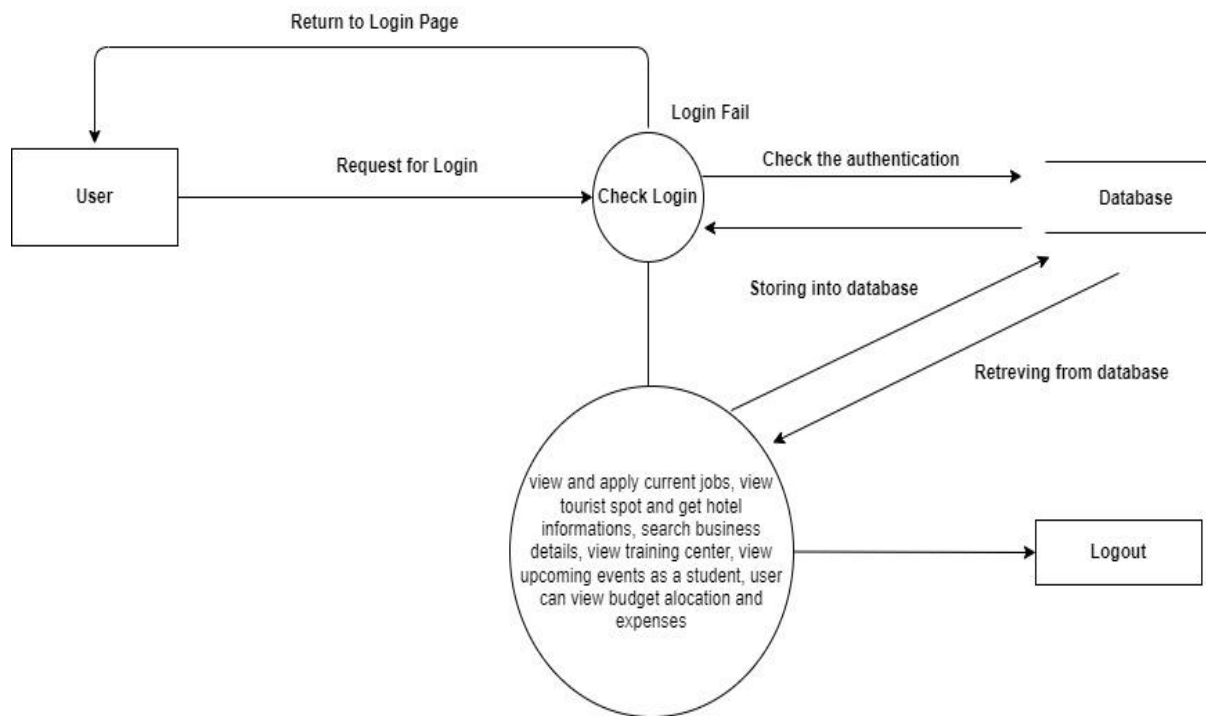 Return to Login Page
Login Fail
Request for Login
Check the authentication
User
Check Login
Database
Storing into database
Retreving from database
view and apply current jobs, view
tourist spot and get hotel
informations, search business
details, view training center, view
upcoming events as a student, user
can view budget alocation and
expenses
Logout